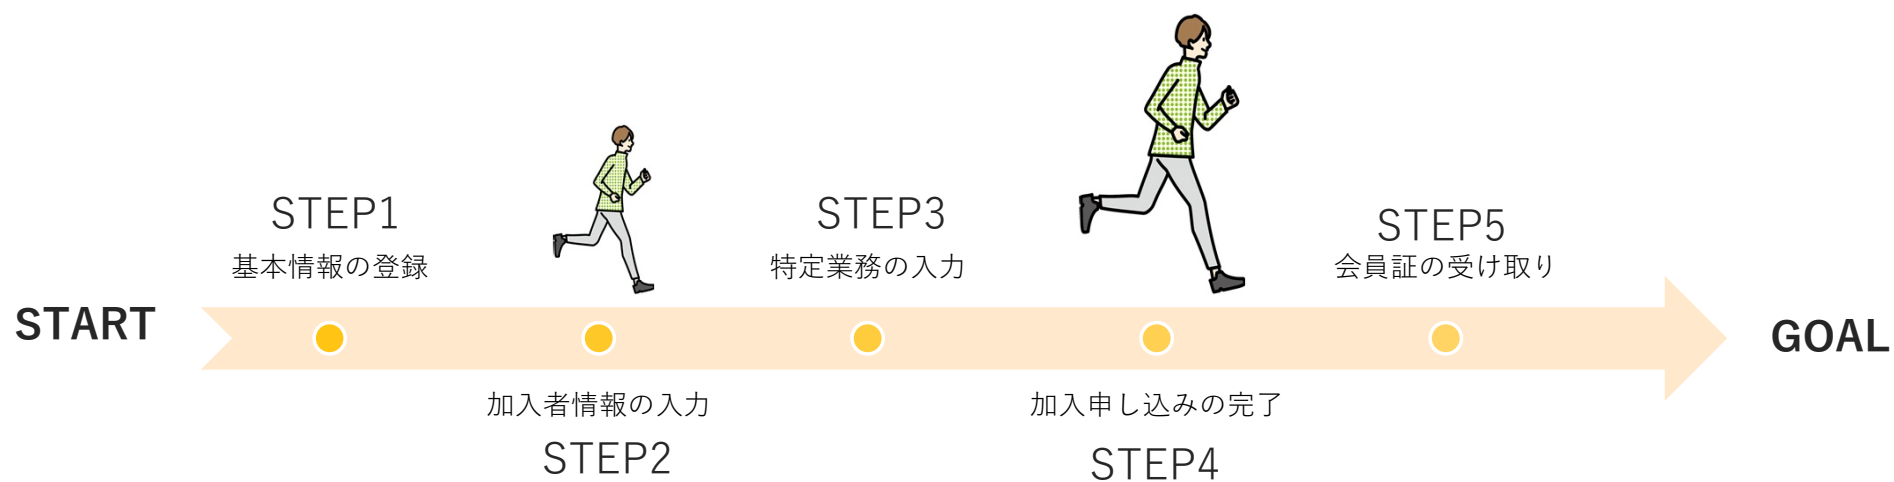 START
STEP1
基本情報の登録
加入者情報の入力
STEP2
STEP3
特定業務の入力
加入申し込みの完了
STEP4
STEP5
会員証の受け取り
GOAL